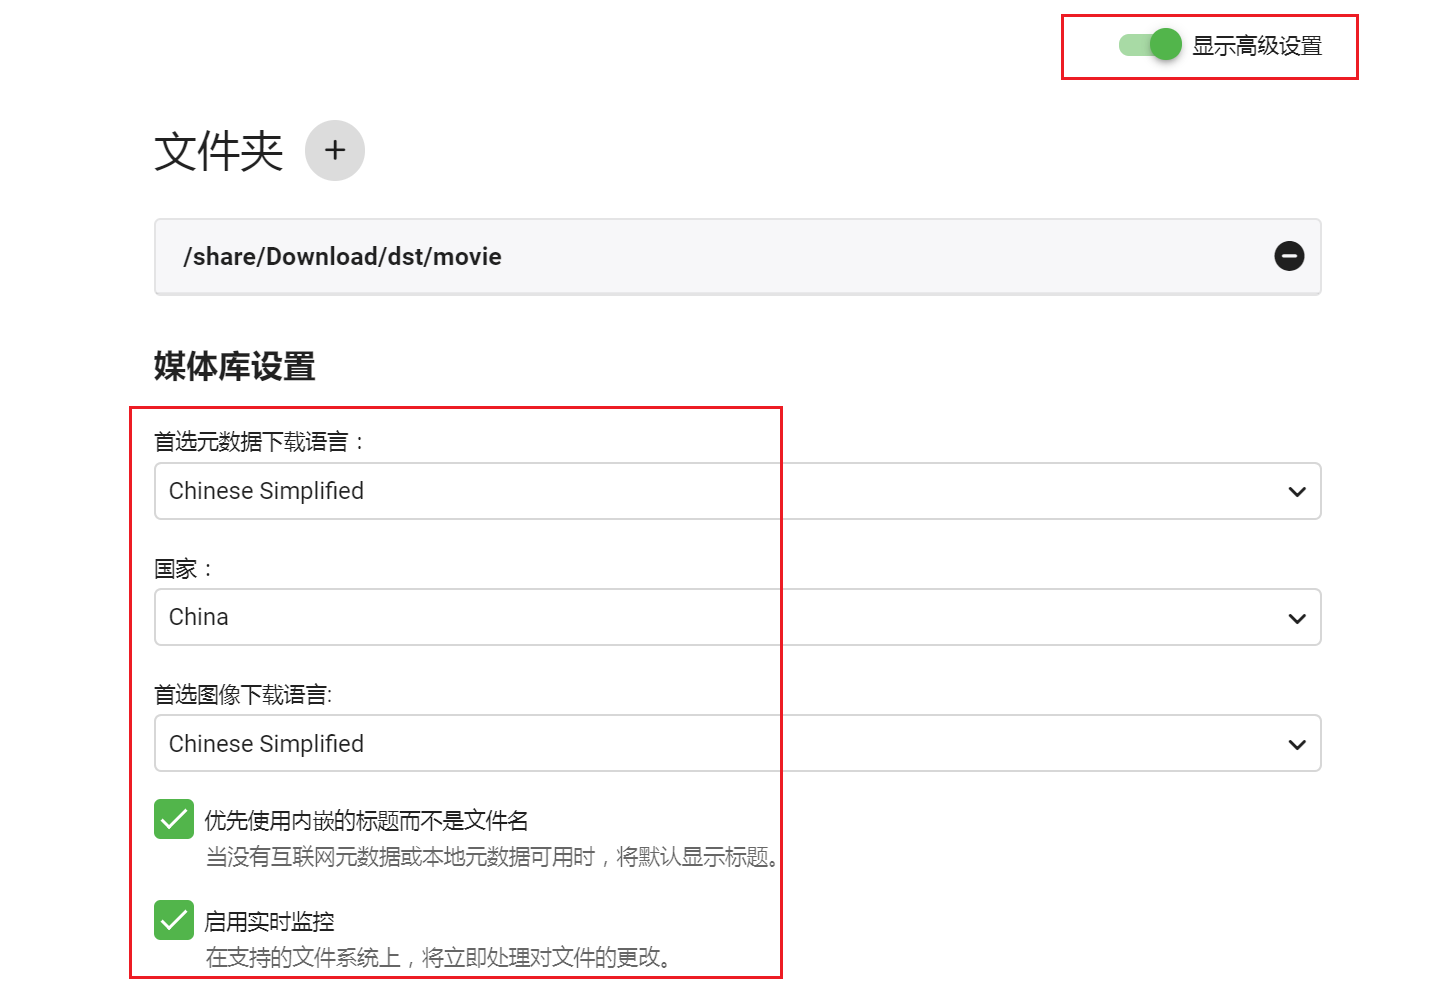 显示高级设置
文件夹
/share/Download/dst/movie
媒体库设置
首选元数据下载语言：
Chinese Simplified
国家：
China
首选图像下载语言:
Chinese Simplified
优先使用内嵌的标题而不是文件名
当没有互联网元数据或本地元数据可用时，将默认显示标题。
启用实时监控
在支持的文件系统上，将立即处理对文件的更改。